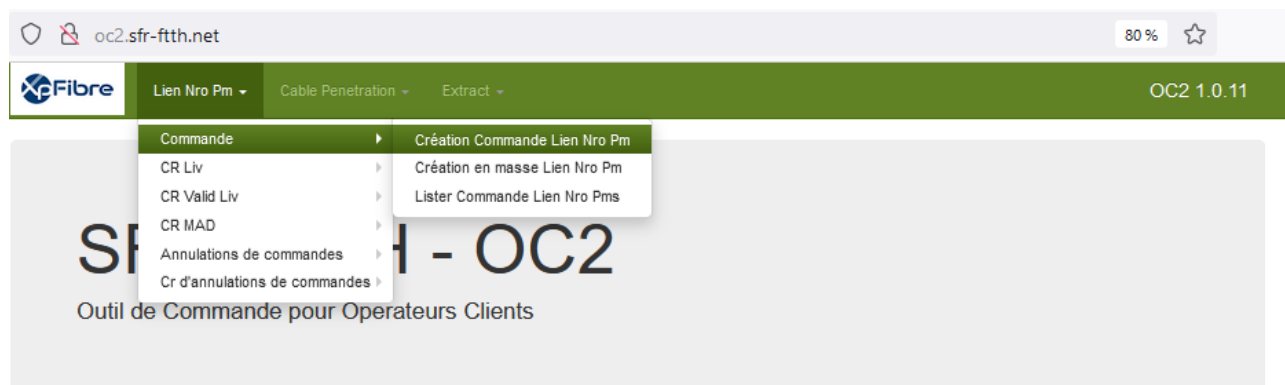 oc2.sfr-ftth.net 80 %
XpFibre Lien Nro Pm Cable Penetration Extract OC2 1.0.11
Commande Création Commande Lien Nro Pm
CR Liv Création en masse Lien Nro Pm
CR Valid Liv Lister Commande Lien Nro Pms
CR MAD
Annulations de commandes
Cr d'annulations de commandes
S - OC2
Outil de Commande pour Operateurs Clients